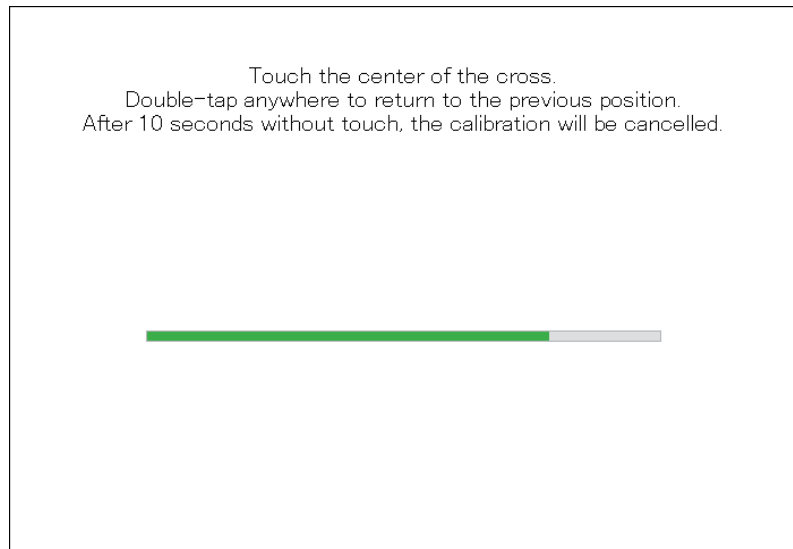 Touch the center of the cross.
Double-tap anywhere to return to the previous position.
After 10 seconds without touch, the calibration will be cancelled.